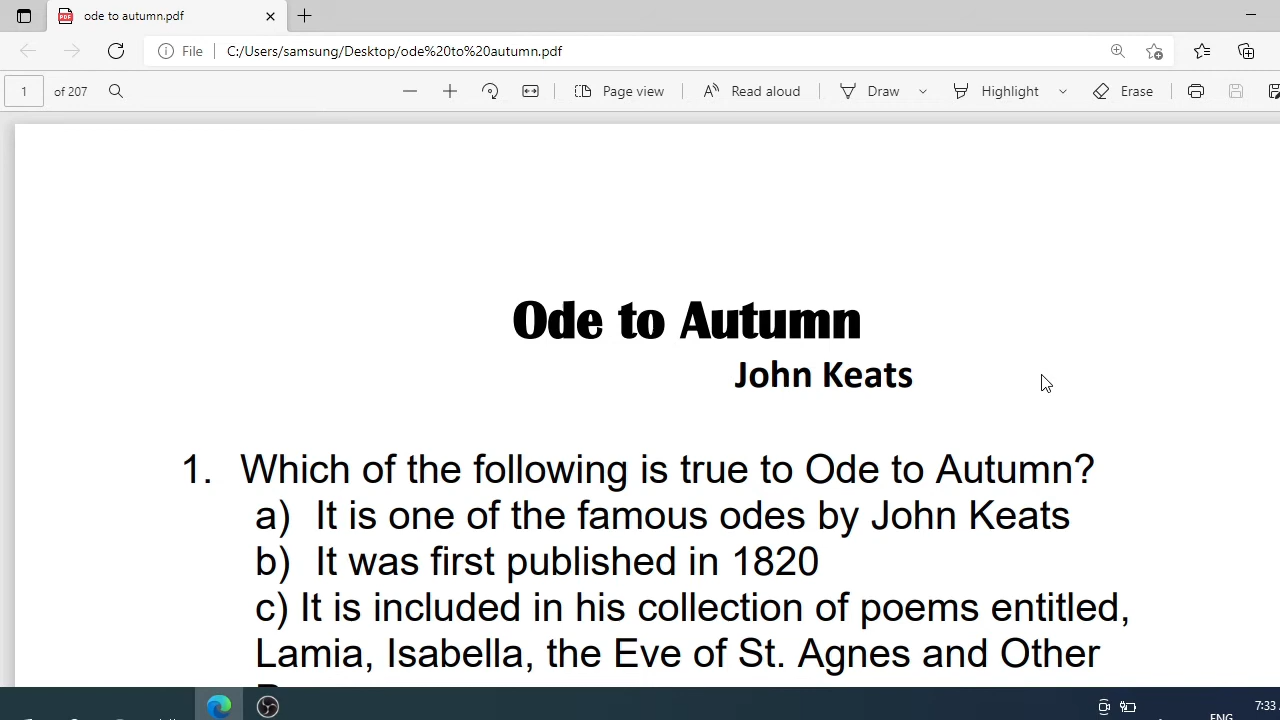 ode to autumn.pdf
File C:/Users/samsung/Desktop/ode%20to%20autumn.pdf
1 of 207 Page view Read aloud Draw Highlight Erase
Ode to Autumn
John Keats
1. Which of the following is true to Ode to Autumn?
a) It is one of the famous odes by John Keats
b) It was first published in 1820
c) It is included in his collection of poems entitled,
Lamia, Isabella, the Eve of St. Agnes and Other
7:33
ENG